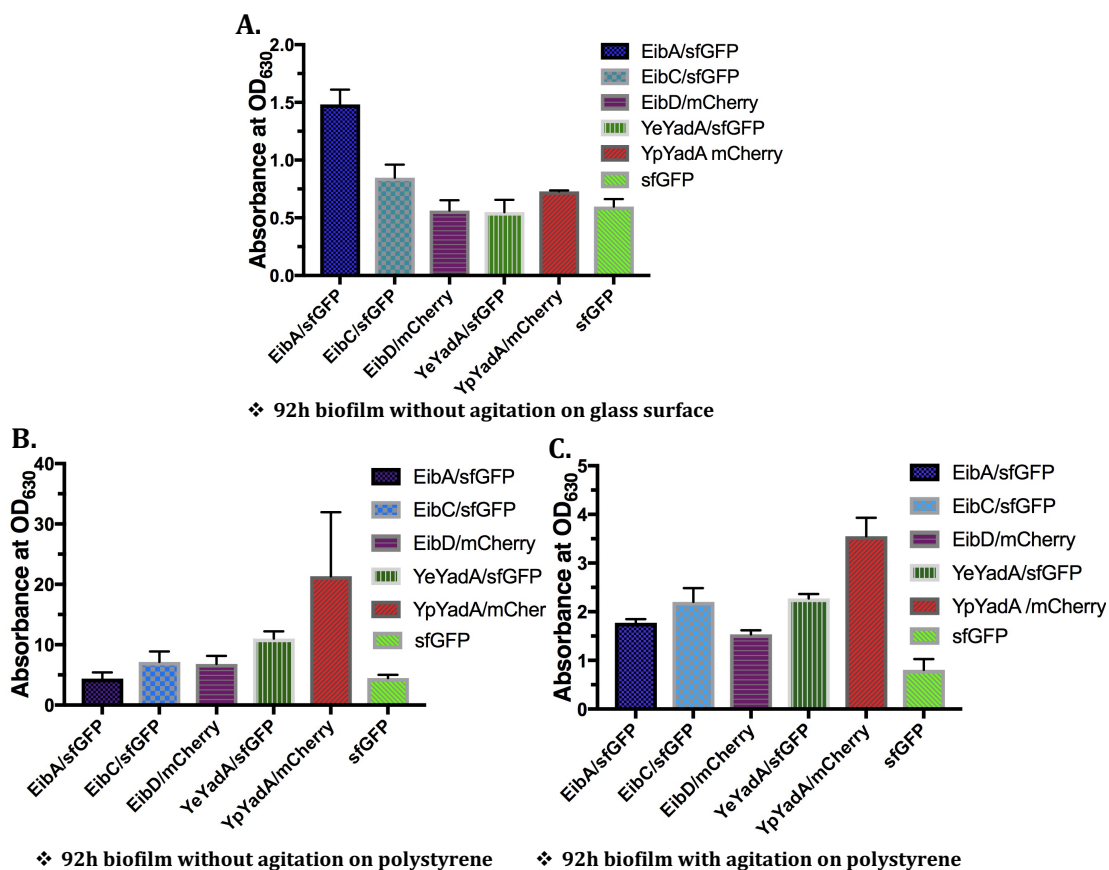 A.
Absorbance at OD630
2.0
1.5
1.0
0.5
0.0
EibA/sfGFP
EibC/sfGFP
EibD/mCherry
YeYadA/sfGFP
YpYadA mCherry
sfGFP
EibA/sfGFP
EibC/sfGFP
EibD/mCherry
YeYadA/sfGFP
YpYadA/mCherry
sfGFP
❖ 92h biofilm without agitation on glass surface
B.
Absorbance at OD630
40
30
20
10
0
EibA/sfGFP
EibC/sfGFP
EibD/mCherry
YeYadA/sfGFP
YpYadA/mCher
sfGFP
EibA/sfGFP
EibC/sfGFP
EibD/mCherry
YeYadA/sfGFP
YpYadA/mCherry
sfGFP
❖ 92h biofilm without agitation on polystyrene
C.
Absorbance at OD630
5
4
3
2
1
0
EibA/sfGFP
EibC/sfGFP
EibD/mCherry
YeYadA/sfGFP
YpYadA /mCherry
sfGFP
EibA/sfGFP
EibC/sfGFP
EibD/mCherry
YeYadA/sfGFP
YpYadA/mCherry
sfGFP
❖ 92h biofilm with agitation on polystyrene